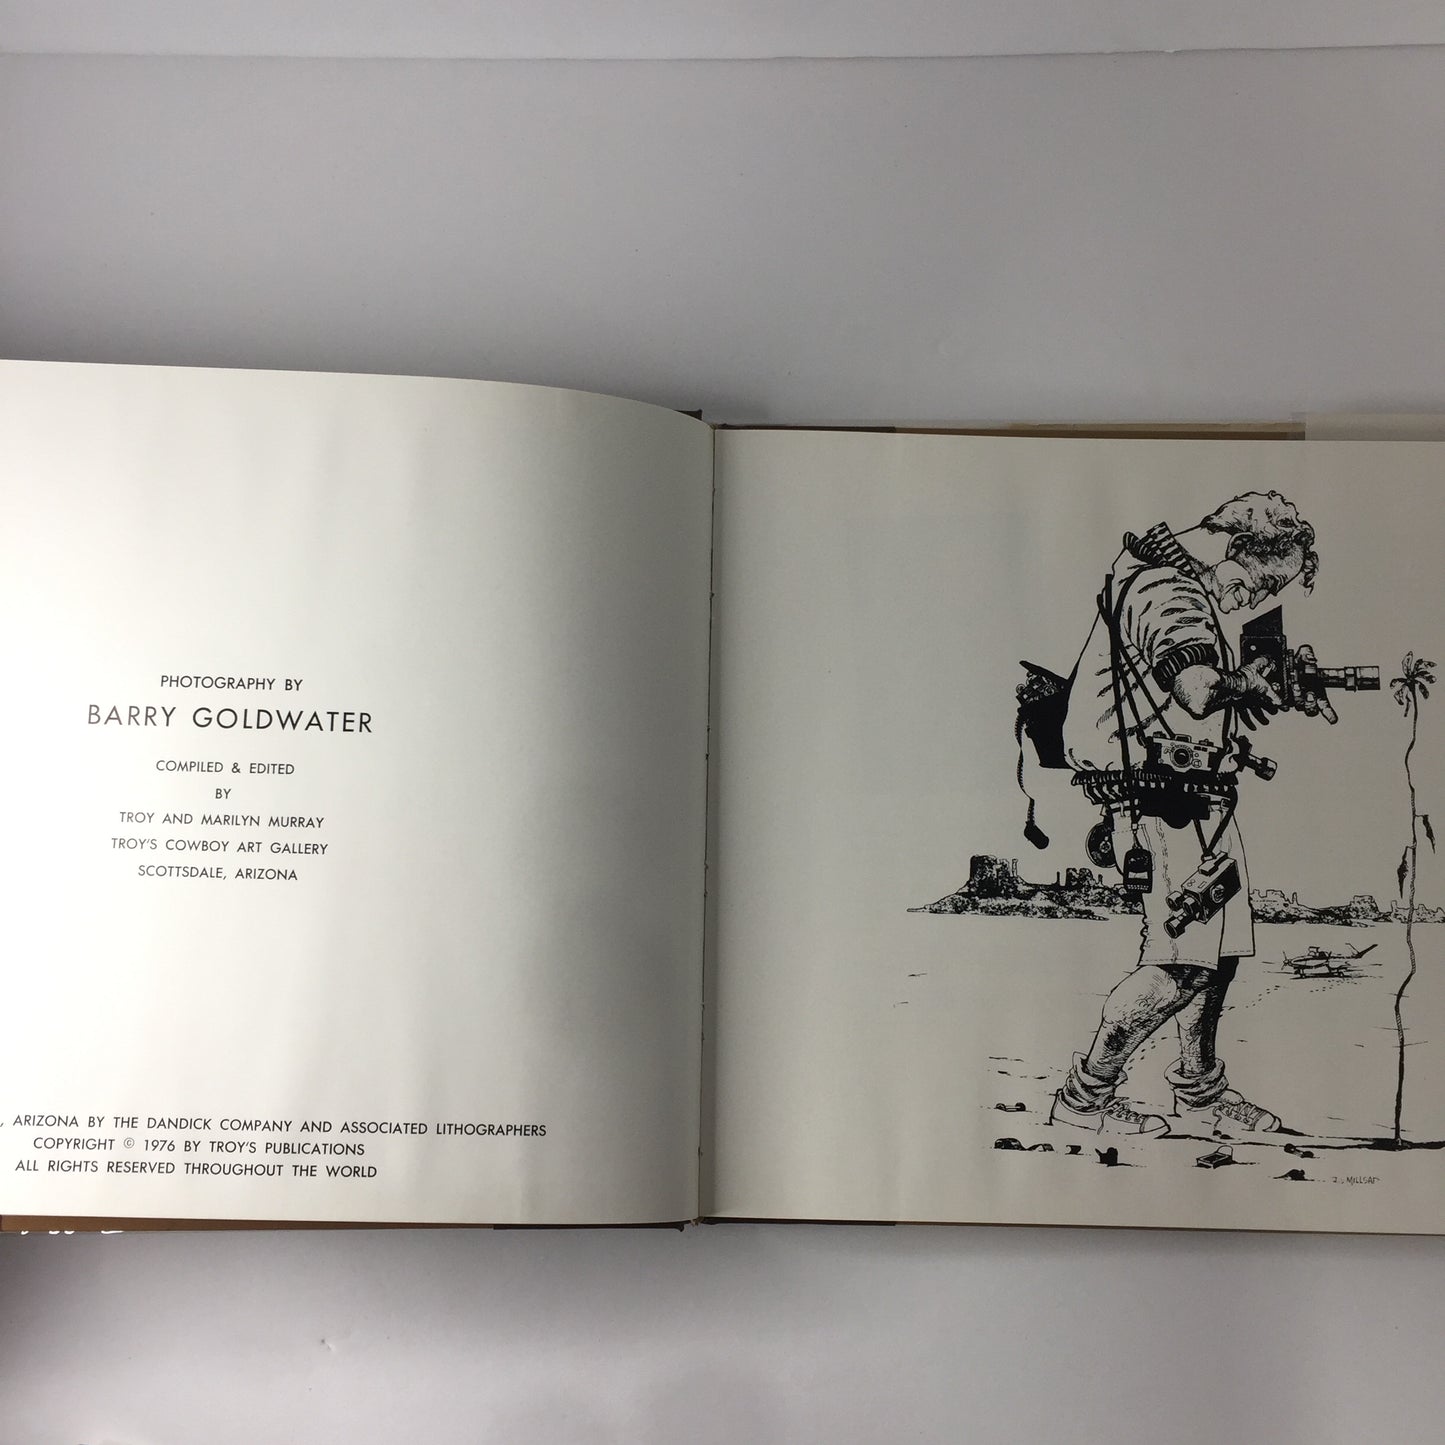 PHOTOGRAPHY BY
BARRY GOLDWATER
COMPILED & EDITED
BY
TROY AND MARILYN MURRAY
TROY'S COWBOY ART GALLERY
SCOTTSDALE, ARIZONA
, ARIZONA BY THE DANDICK COMPANY AND ASSOCIATED LITHOGRAPHERS
COPYRIGHT © 1976 BY TROY'S PUBLICATIONS
ALL RIGHTS RESERVED THROUGHOUT THE WORLD